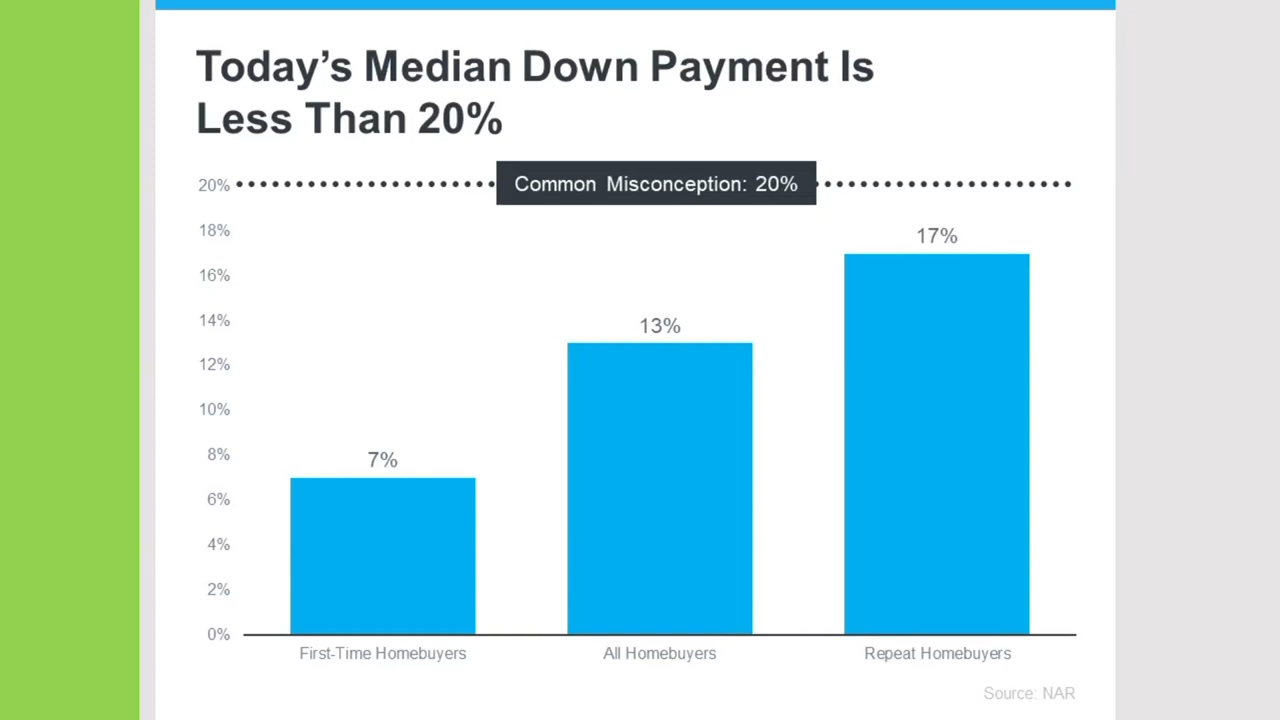 Today's Median Down Payment Is
Less Than 20%
Common Misconception: 20%
20%
18%
16%
14%
12%
10%
8%
6%
4%
2%
0%
7%
13%
17%
First-Time Homebuyers
All Homebuyers
Repeat Homebuyers
Source: NAR